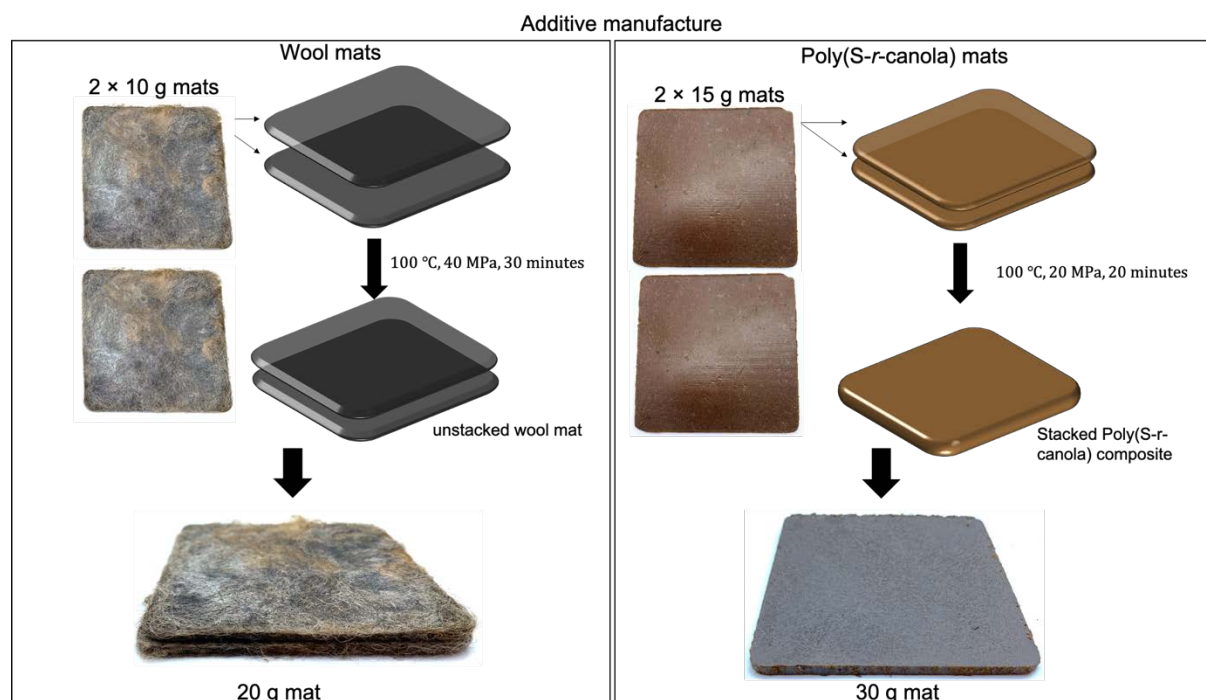 Additive manufacture
Wool mats
2 × 10 g mats
100 °C, 40 MPa, 30 minutes
unstacked wool mat
20 g mat
Poly(S-r-canola) mats
2 × 15 g mats
100 °C, 20 MPa, 20 minutes
Stacked Poly(S-r-
canola) composite
30 g mat